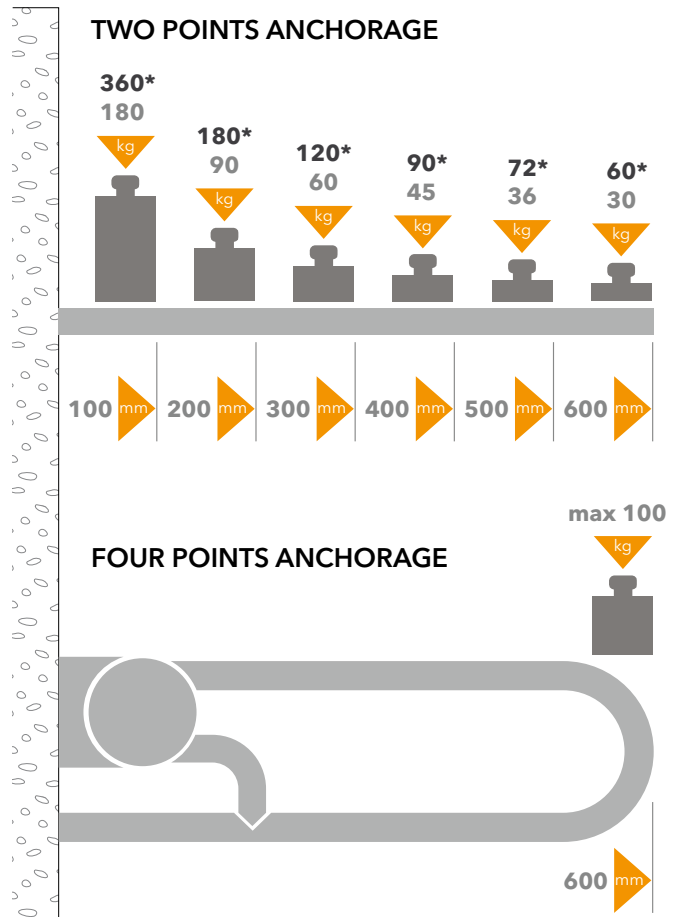 TWO POINTS ANCHORAGE
360*
180
kg
180*
90
kg
120*
60
kg
90*
45
kg
72*
36
kg
60*
30
kg
100 mm
200 mm
300 mm
400 mm
500 mm
600 mm
max 100
kg
FOUR POINTS ANCHORAGE
600 mm